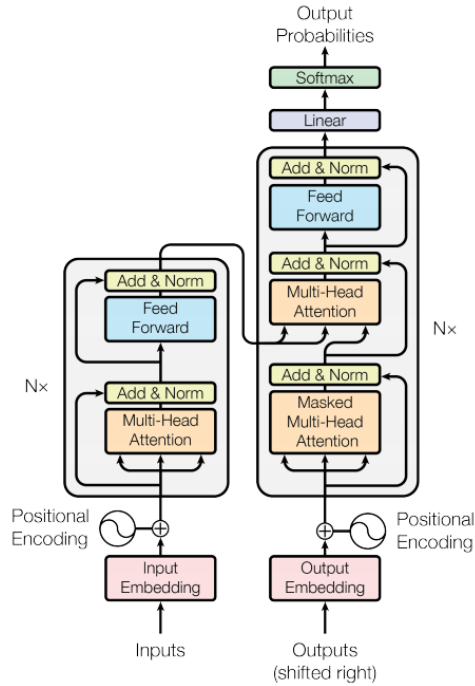 Output
Probabilities
Softmax
Linear
Add & Norm
Feed
Forward
Add & Norm
Multi-Head
Attention
Nx
Add & Norm
Masked
Multi-Head
Attention
Add & Norm
Feed
Forward
Nx
Add & Norm
Multi-Head
Attention
Positional
Encoding
Positional
Encoding
Input
Embedding
Output
Embedding
Inputs
Outputs
(shifted right)